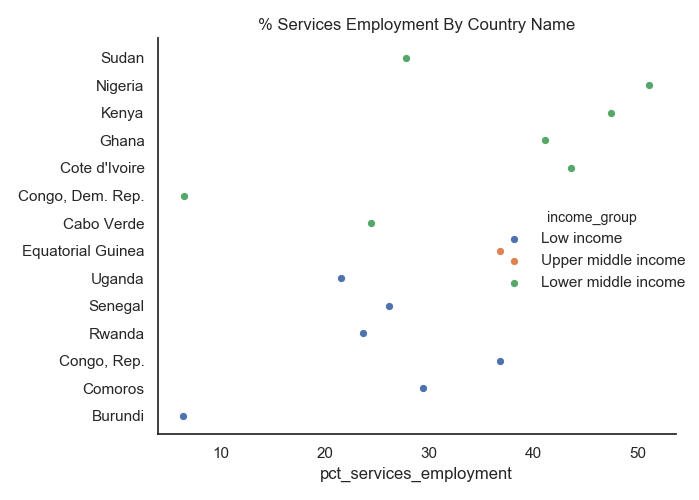 % Services Employment By Country Name
Sudan
Nigeria
Kenya
Ghana
Cote d'Ivoire
Congo, Dem. Rep.
Cabo Verde
Equatorial Guinea
Uganda
Senegal
Rwanda
Congo, Rep.
Comoros
Burundi
income_group
Low income
Upper middle income
Lower middle income
10 20 30 40 50
pct_services_employment